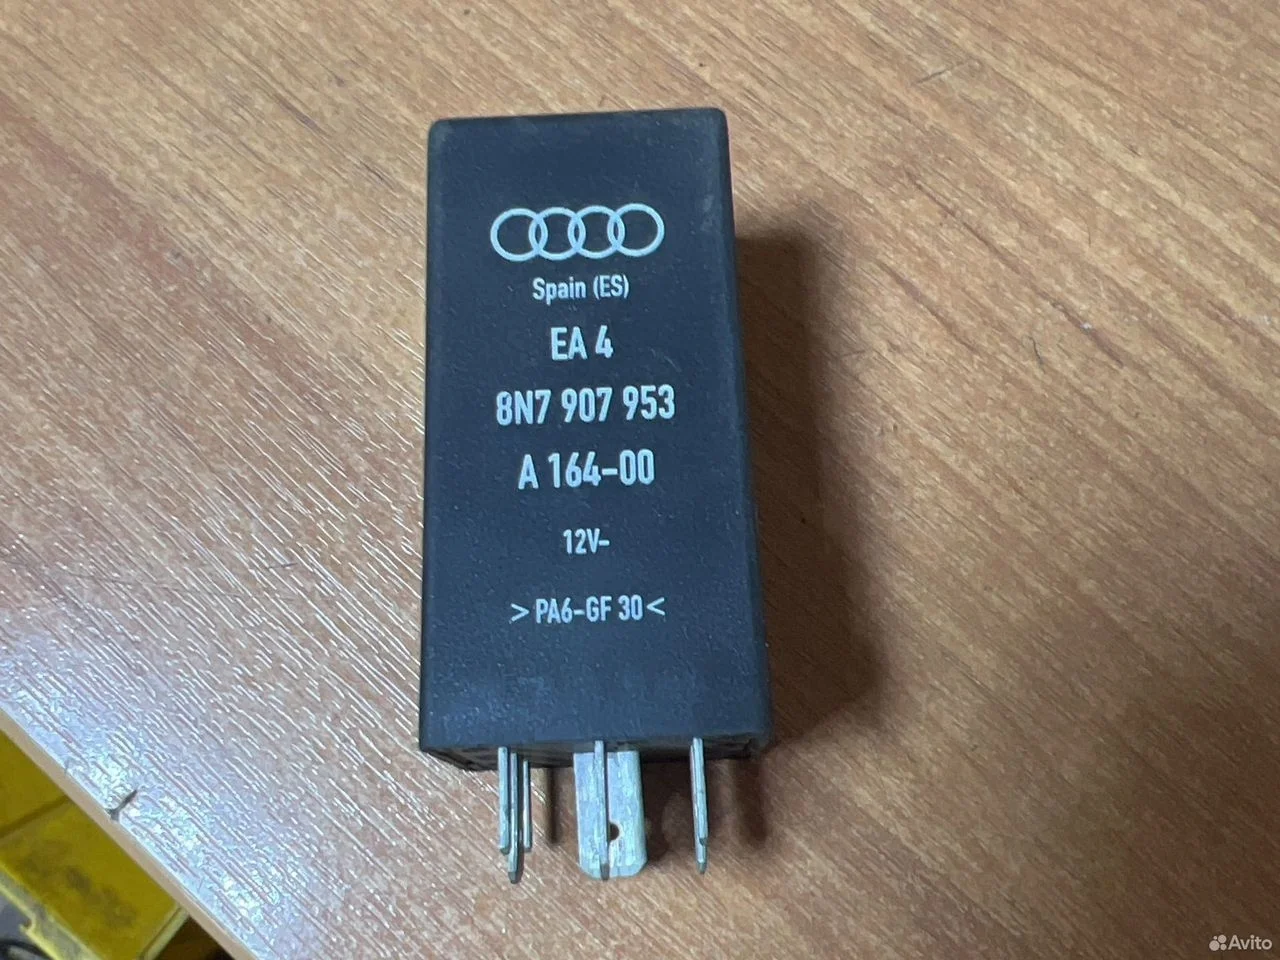 Spain (ES)
EA 4
8N7 907 953
A 164-00
12V-
>PA6-GF 30<
Avito